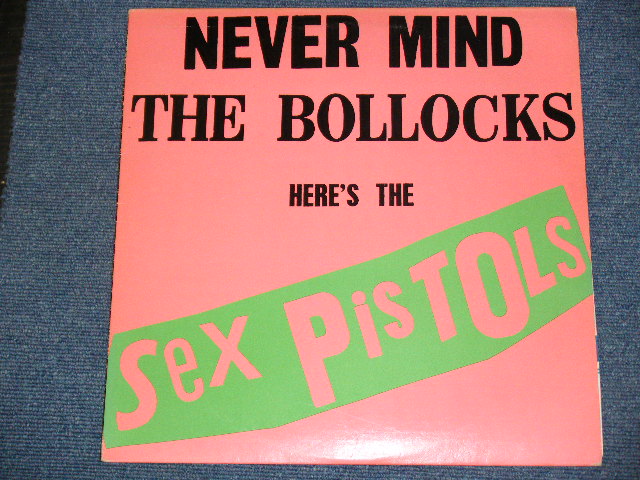 NEVER MIND
THE BOLLOCKS
HERE'S THE
Sex PisTOLs